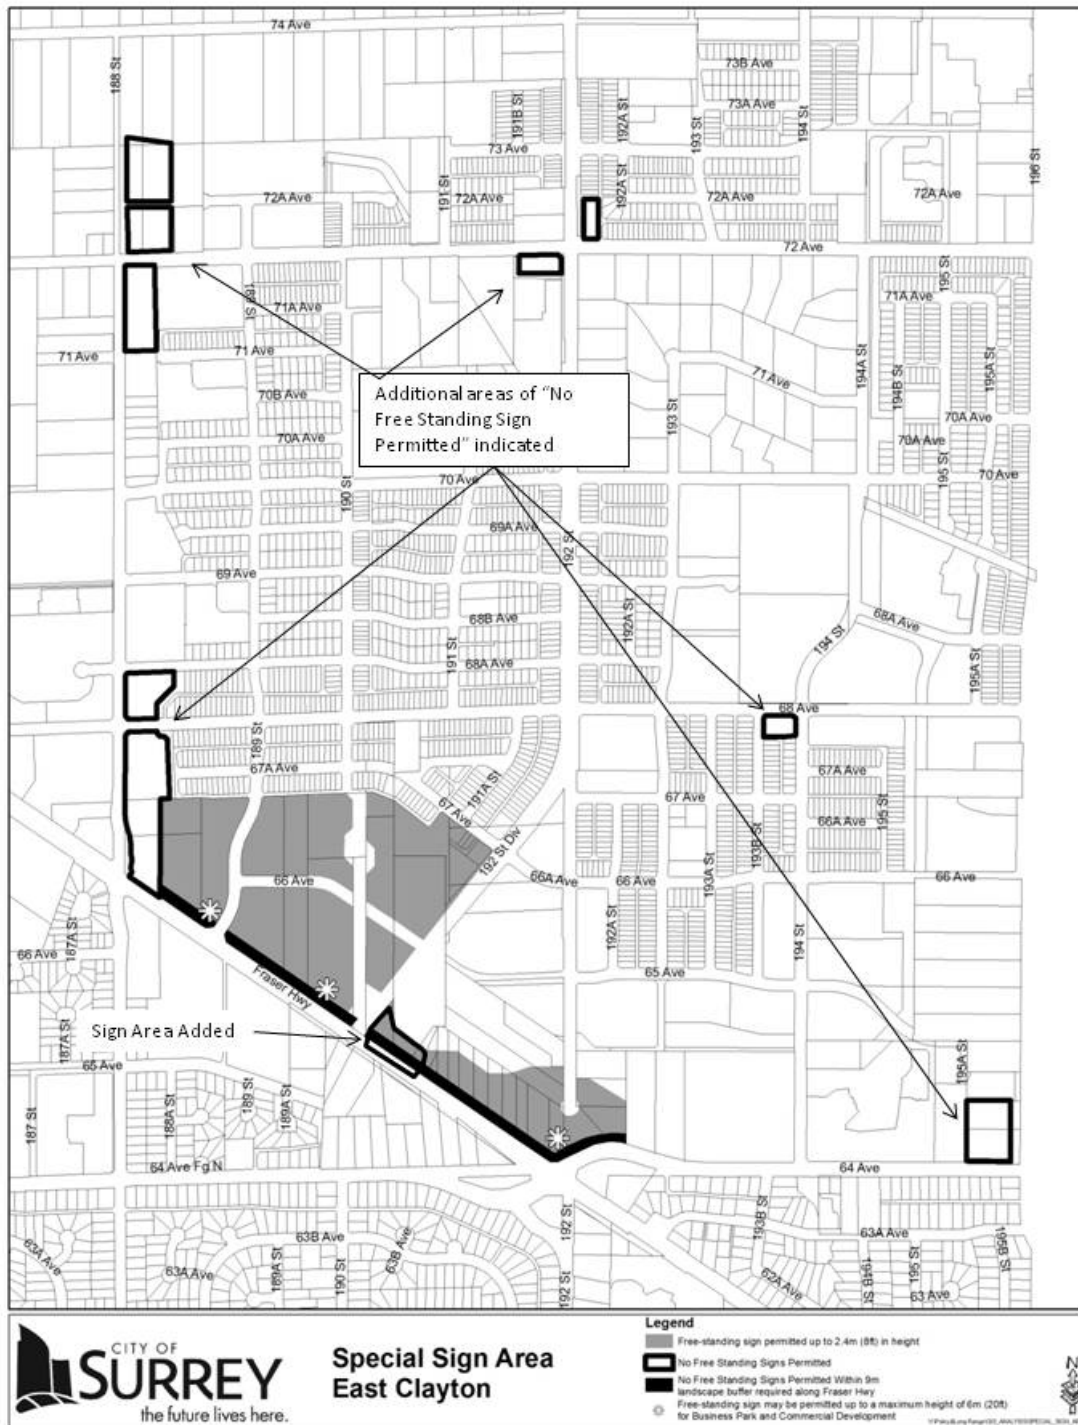 74 Ave
188 St
73B Ave
73A Ave
191B St
192A St
193 St
194 St
196 St
73 Ave
191 St
72A Ave
72A Ave
192A St
72A Ave
72A Ave
72 Ave
189 St
71A Ave
71 Ave
71 Ave
70B Ave
70A Ave
195 St
71A Ave
194A St
194B St
195A St
71 Ave
193 St
70A Ave
70A Ave
195 St
70 Ave
Additional areas of “No
Free Standing Sign
Permitted” indicated
70 Ave
190 St
69A Ave
192 St
69 Ave
68B Ave
192A St
191 St
68A Ave
194 St
68A Ave
195A St
68 Ave
189 St
67A Ave
67 Ave
191A St
192 St Div
67 Ave
67A Ave
66A Ave
195 St
193B St
193A St
66 Ave
66A Ave
66 Ave
66 Ave
192A St
194 St
65 Ave
66 Ave
187A St
187A St
Fraser Hwy
Sign Area Added
65 Ave
187 St
188A St
189 St
189A St
195A St
64 Ave Fg N
64 Ave
63A Ave
63A Ave
63B Ave
189A St
190 St
63B Ave
192 St
192 St
193B St
62A Ave
63A Ave
194B St
195 St
63 Ave
195B St
CITY OF
SURREY
the future lives here.
Special Sign Area
East Clayton
Legend
Free-standing sign permitted up to 2.4m (8ft) in height
No Free Standing Signs Permitted
No Free Standing Signs Permitted Within 9m
landscape buffer required along Fraser Hwy
Free-standing sign may be permitted up to a maximum height of 6m (20ft)
for Business Park and Commercial Development